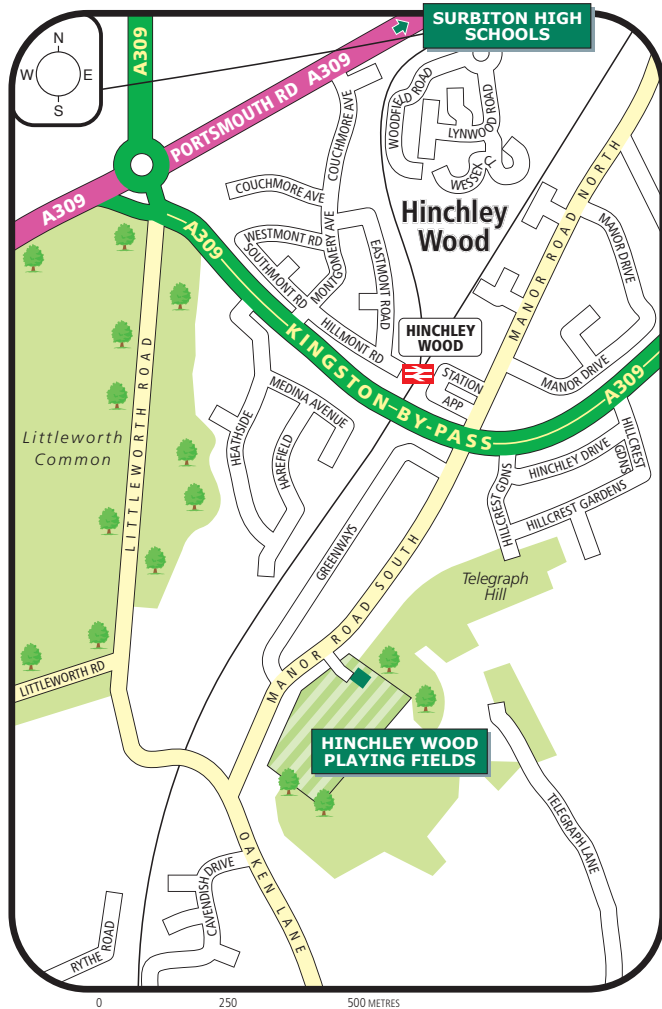 SURBITON HIGH
SCHOOLS
N
W E
S
A309
PORTSMOUTH RD A309
A309
COUCHMORE AVE
WOODFIELD ROAD
LYNWOOD ROAD
COUCHMORE AVE
Hinchley
Wood
MANOR ROAD NORTH
MANOR DRIVE
A309
WESTMONT RD
SOUTHMONT RD
MONTGOMERY AVE
EASTMONT ROAD
HILLMONT RD
HINCHLEY
WOOD
STATION
APP
MANOR DRIVE
KINGSTON-BY-PASS
A309
LITTLEWORTH ROAD
Littleworth
Common
HEATHSIDE
MEDINA AVENUE
HAREFIELD
HILLCREST
GDNS
HINCHLEY DRIVE
HILLCREST GDNS
HILLCREST GARDENS
GREENWAYS
Telegraph
Hill
MANOR ROAD SOUTH
LITTLEWORTH RD
HINCHLEY WOOD
PLAYING FIELDS
TELEGRAPH LANE
OAKEN LANE
CAVENDISH DRIVE
RYTHE ROAD
0 250 500 METRES